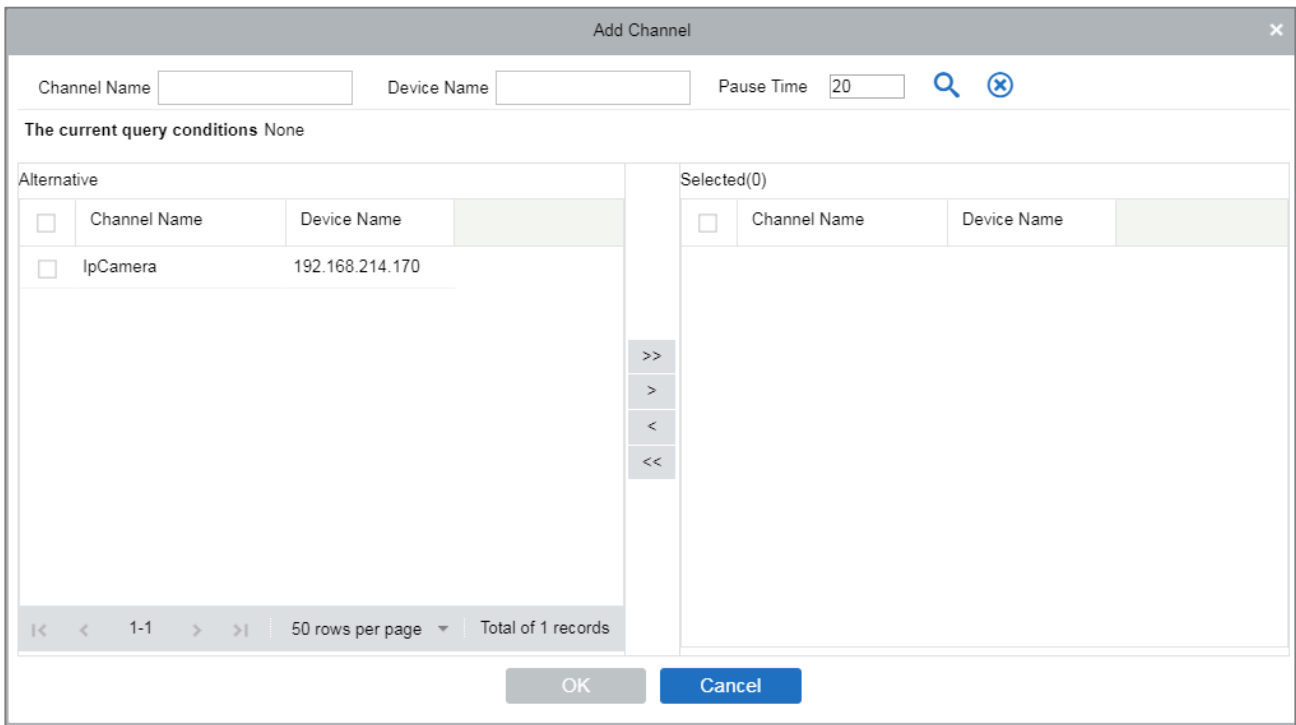 Add Channel ×
Channel Name Device Name Pause Time 20
The current query conditions None
Alternative
Channel Name Device Name
IpCamera 192.168.214.170
>>
>
<
<<
Selected(0)
Channel Name Device Name
|< < 1-1 > >| 50 rows per page Total of 1 records
OK Cancel